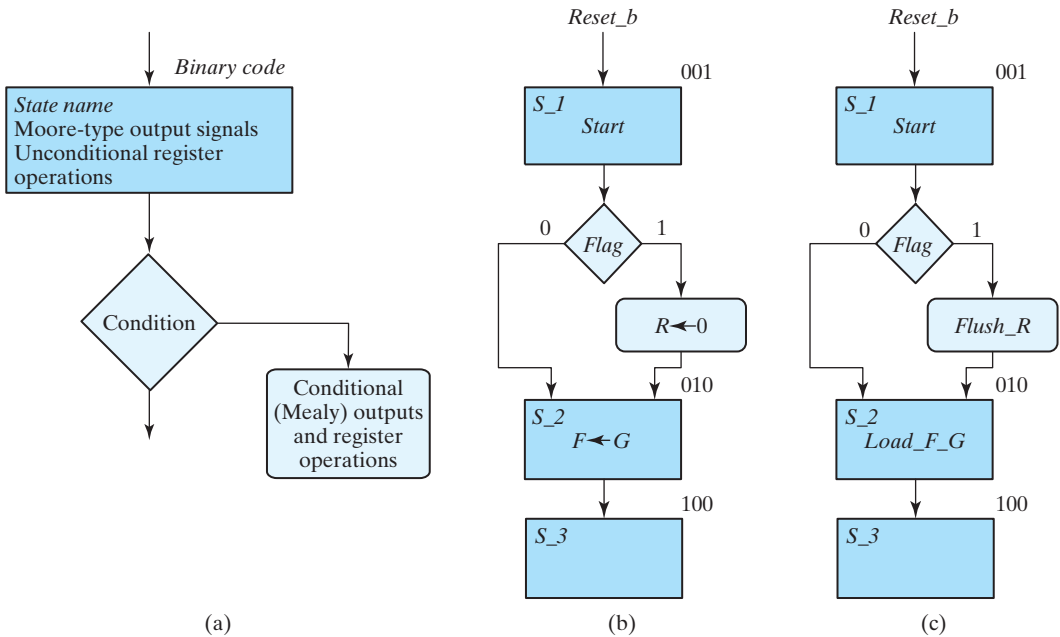 Binary code
State name
Moore-type output signals
Unconditional register
operations
Condition
Conditional
(Mealy) outputs
and register
operations
(a)
Reset_b
001
S_1
Start
0
1
Flag
R←0
010
S_2
F←G
100
S_3
(b)
Reset_b
001
S_1
Start
0
1
Flag
Flush_R
010
S_2
Load_F_G
100
S_3
(c)